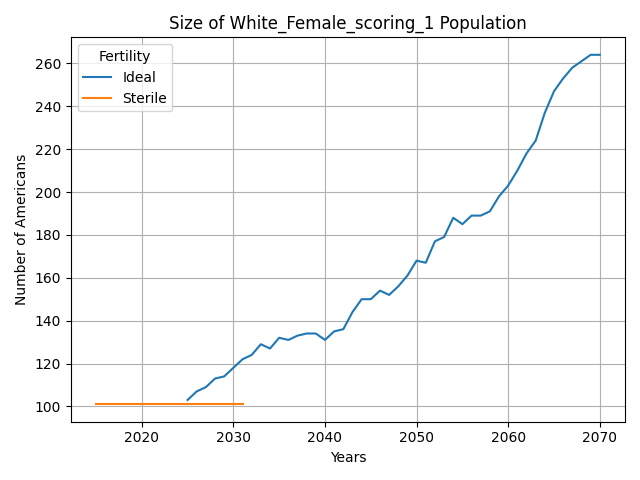 Size of White_Female_scoring_1 Population
Fertility
Ideal
Sterile
Number of Americans
260
240
220
200
180
160
140
120
100
2020 2030 2040 2050 2060 2070
Years